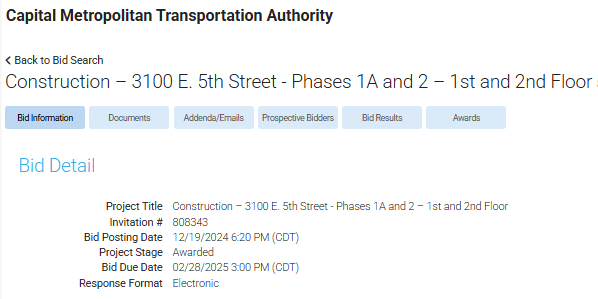 Capital Metropolitan Transportation Authority
Back to Bid Search
Construction – 3100 E. 5th Street - Phases 1A and 2 – 1st and 2nd Floor
Bid Information Documents Addenda/Emails Prospective Bidders Bid Results Awards
Bid Detail
Project Title Construction – 3100 E. 5th Street - Phases 1A and 2 – 1st and 2nd Floor
Invitation # 808343
Bid Posting Date 12/19/2024 6:20 PM (CDT)
Project Stage Awarded
Bid Due Date 02/28/2025 3:00 PM (CDT)
Response Format Electronic